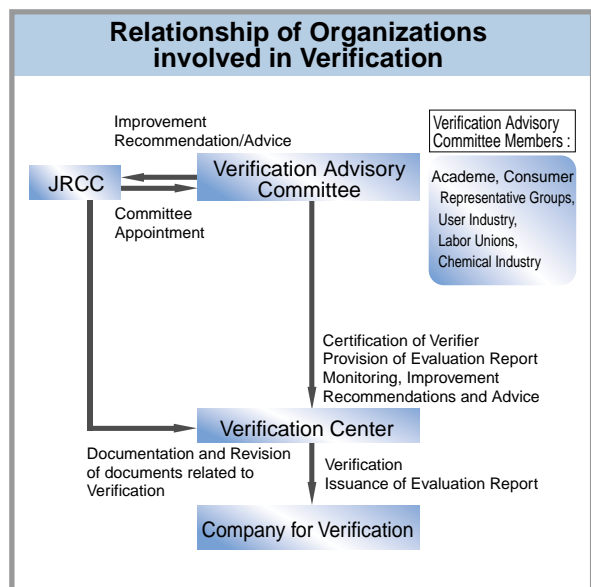 Relationship of Organizations
involved in Verification
Improvement
Recommendation/Advice
Verification Advisory
Committee Members :
JRCC
Verification Advisory
Committee
Academe, Consumer
Representative Groups,
User Industry,
Labor Unions,
Chemical Industry
Committee
Appointment
Certification of Verifier
Provision of Evaluation Report
Monitoring, Improvement
Recommendations and Advice
Verification Center
Documentation and Revision
of documents related to
Verification
Verification
Issuance of Evaluation Report
Company for Verification